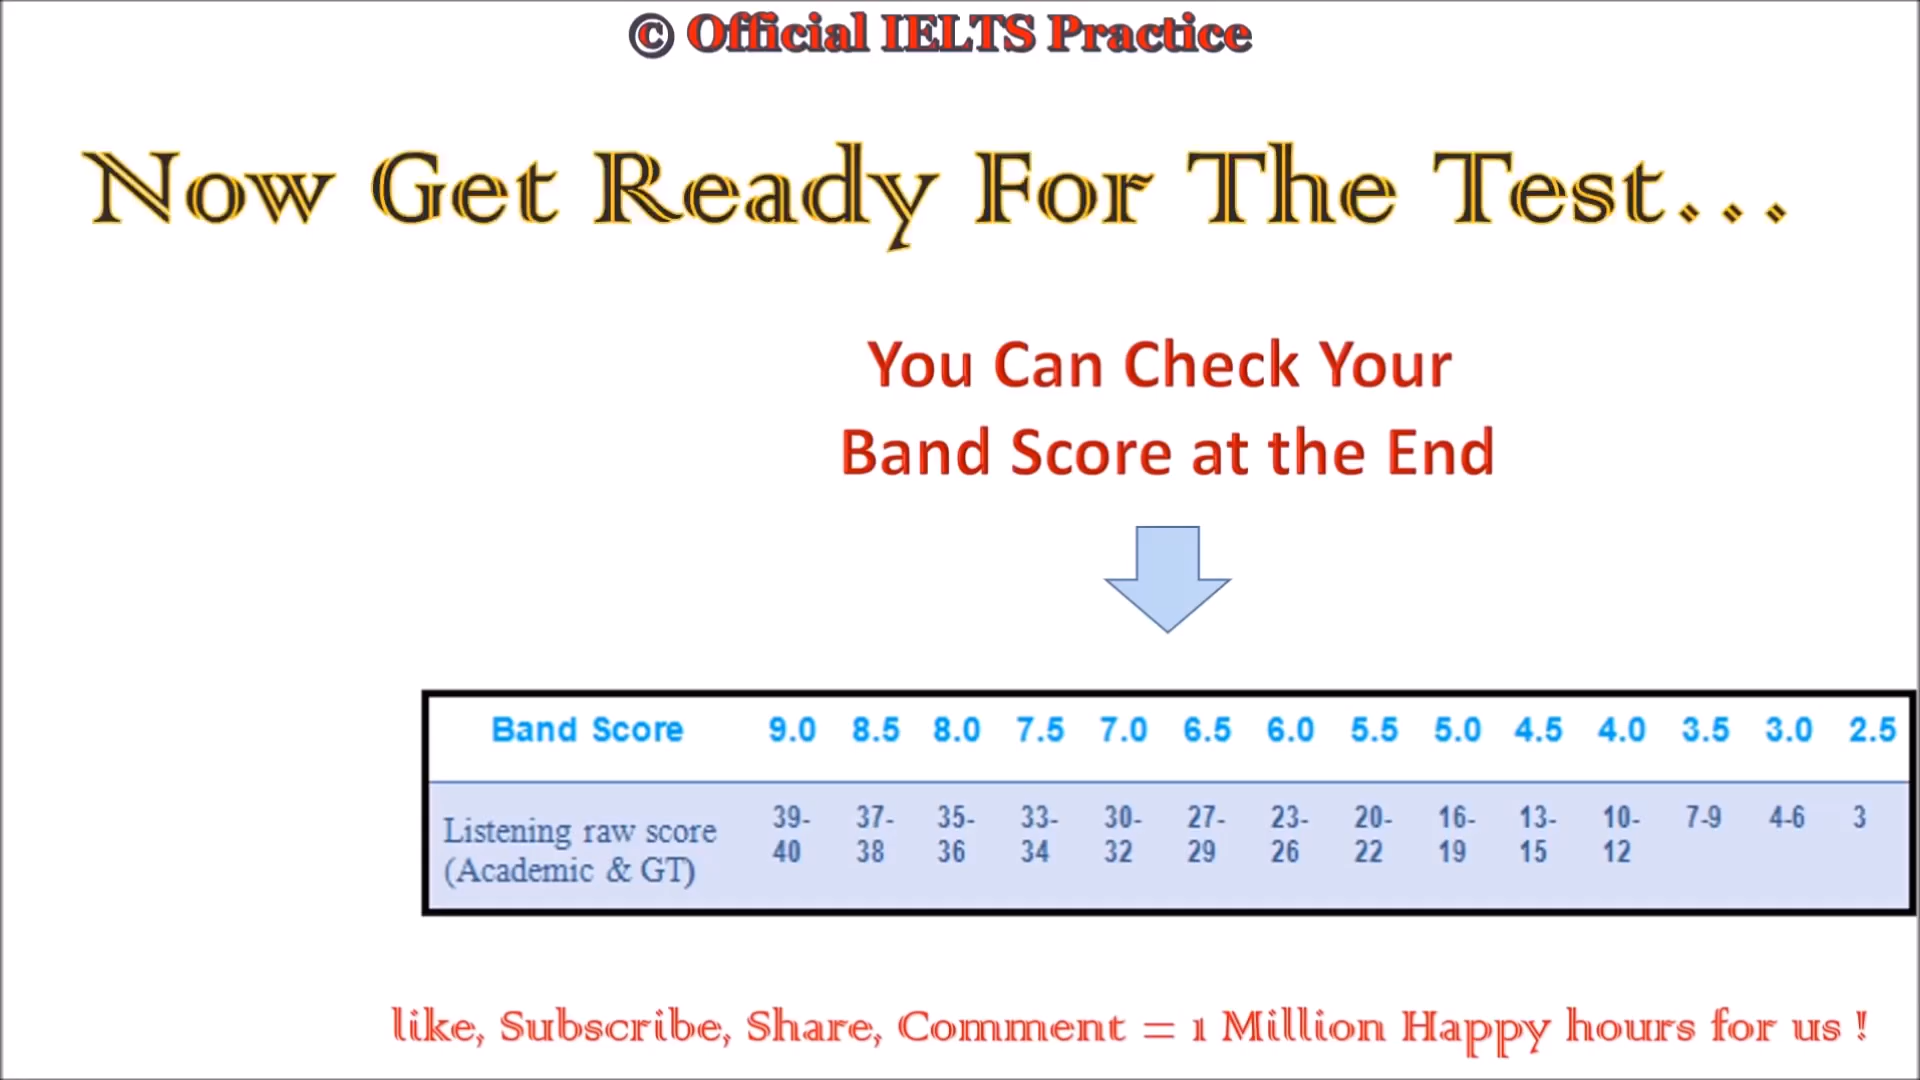 © Official IELTS Practice
Now Get Ready For The Test...
You Can Check Your
Band Score at the End
Band Score 9.0 8.5 8.0 7.5 7.0 6.5 6.0 5.5 5.0 4.5 4.0 3.5 3.0 2.5
Listening raw score (Academic & GT) 39-40 37-38 35-36 33-34 30-32 27-29 23-26 20-22 16-19 13-15 10-12 7-9 4-6 3
like, Subscribe, Share, Comment = 1 Million Happy hours for us !